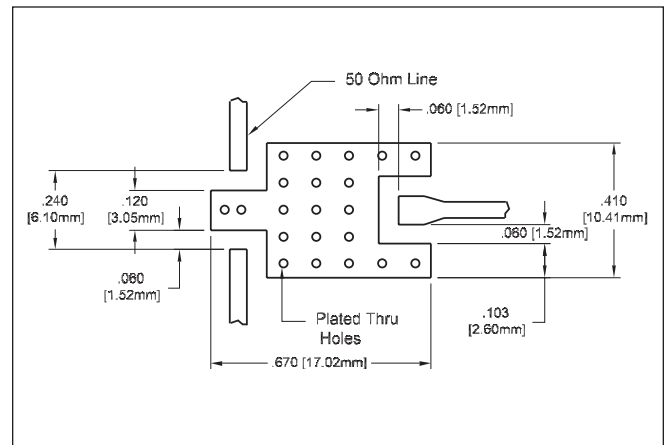 50 Ohm Line
.060 [1.52mm]
.240
[6.10mm]
.120
[3.05mm]
.410
[10.41mm]
.060 [1.52mm]
.060
[1.52mm]
.103
[2.60mm]
Plated Thru
Holes
.670 [17.02mm]